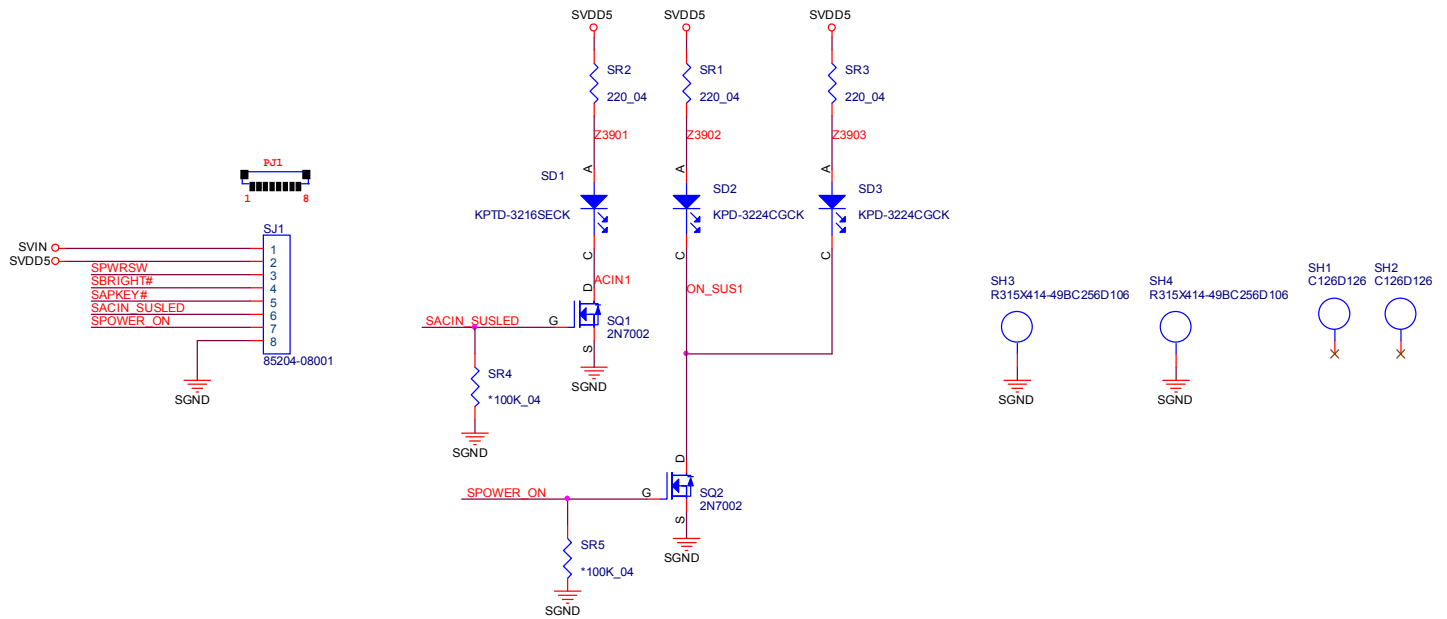 SVDD5
SVDD5
SVDD5
SR2
220_04
SR1
220_04
SR3
220_04
Z3901
Z3902
Z3903
PJ1
1
8
A
A
A
SD1
KPTD-3216SECK
SD2
KPD-3224CGCK
SD3
KPD-3224CGCK
C
C
C
SJ1
SVIN
SVDD5
SPWRSW
SBRIGHT#
SAPKEY#
SACIN_SUSLED
SPOWER_ON
1
2
3
4
5
6
7
8
85204-08001
SGND
ACIN1
ON_SUS1
D
G
S
SACIN_SUSLED
SQ1
2N7002
SGND
SR4
*100K_04
SGND
SPOWER_ON
D
G
S
SQ2
2N7002
SGND
SR5
*100K_04
SGND
SH3
R315X414-49BC256D106
SGND
SH4
R315X414-49BC256D106
SGND
SH1
C126D126
SH2
C126D126